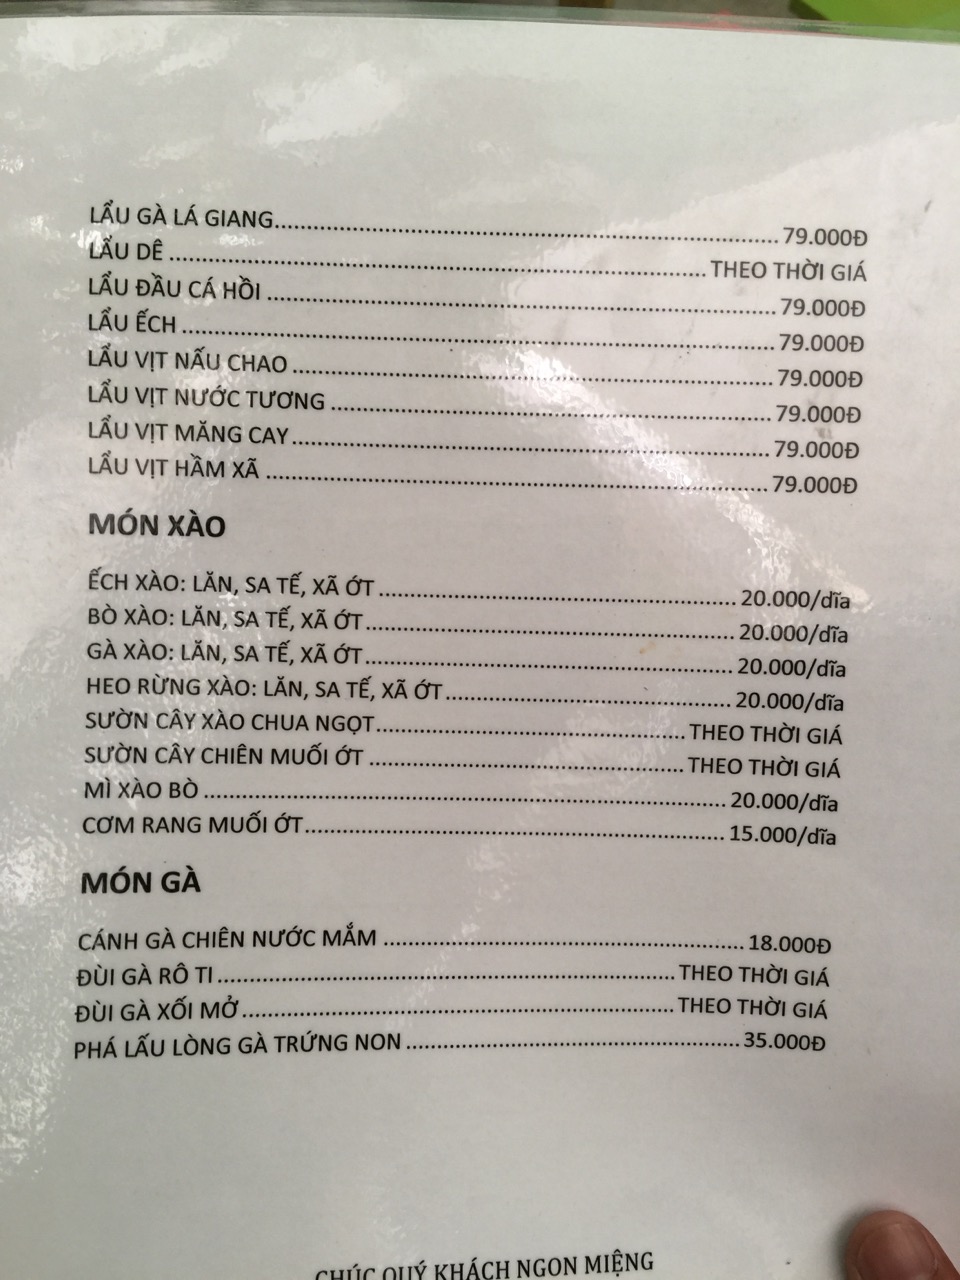 LẨU GÀ LÁ GIANG.......... 79.000Đ
LẨU DÊ .......... THEO THỜI GIÁ
LẨU ĐẦU CÁ HỒI .......... 79.000Đ
LẨU ẾCH .......... 79.000Đ
LẨU VỊT NẤU CHAO .......... 79.000Đ
LẨU VỊT NƯỚC TƯƠNG .......... 79.000Đ
LẨU VỊT MĂNG CAY.......... 79.000Đ
LẨU VỊT HẦM XÃ .......... 79.000Đ
MÓN XÀO
ẾCH XÀO: LĂN, SA TẾ, XÃ ỚT .......... 20.000/dĩa
BÒ XÀO: LĂN, SA TẾ, XÃ ỚT.......... 20.000/dĩa
GÀ XÀO: LĂN, SA TẾ, XÃ ỚT.......... 20.000/dĩa
HEO RỪNG XÀO: LĂN, SA TẾ, XÃ ỚT.......... 20.000/dĩa
SƯỜN CÂY XÀO CHUA NGỌT.......... THEO THỜI GIÁ
SƯỜN CÂY CHIÊN MUỐI ỚT .......... THEO THỜI GIÁ
MÌ XÀO BÒ .......... 20.000/dĩa
CƠM RANG MUỐI ỚT.......... 15.000/dĩa
MÓN GÀ
CÁNH GÀ CHIÊN NƯỚC MẮM .......... 18.000Đ
ĐÙI GÀ RÔ TI .......... THEO THỜI GIÁ
ĐÙI GÀ XỐI MỞ.......... THEO THỜI GIÁ
PHÁ LẤU LÒNG GÀ TRỨNG NON .......... 35.000Đ
CHÚC QUÝ KHÁCH NGON MIỆNG